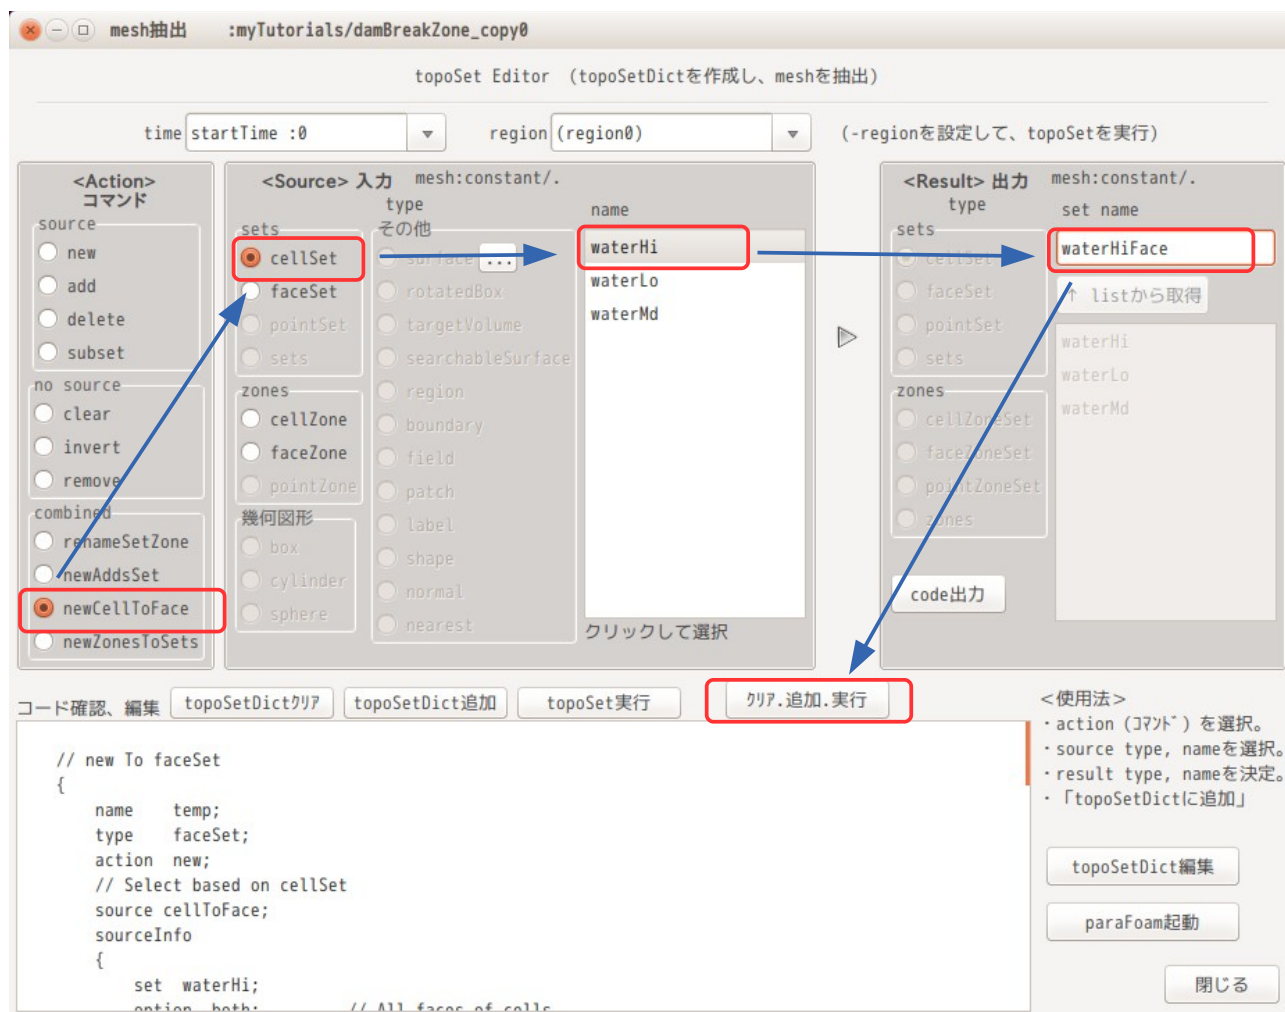 mesh抽出 :myTutorials/damBreakZone_copy0
topoSet Editor (topoSetDictを作成し、meshを抽出)
time startTime :0 region (region0) (-regionを設定して、topoSetを実行)
<Action>
コマンド
source
new
add
delete
subset
no source
clear
invert
remove
combined
renameSetZone
newAddsSet
newCellToFace
newZonesToSets
<Source> 入力 mesh:constant/.
type
sets
cellSet
faceSet
pointSet
sets
zones
cellZone
faceZone
pointZone
幾何図形
box
cylinder
sphere
その他
surface ...
rotatedBox
targetVolume
searchableSurface
region
boundary
field
patch
label
shape
normal
nearest
name
waterHi
waterLo
waterMd
クリックして選択
<Result> 出力 mesh:constant/.
type
sets
cellSet
faceSet
pointSet
sets
zones
cellZoneSet
faceZoneSet
pointZoneSet
zones
code出力
set name
waterHiFace
↑ listから取得
waterHi
waterLo
waterMd
コード確認、編集 topoSetDictクリア topoSetDict追加 topoSet実行 クリア.追加.実行
// new To faceSet
{
name temp;
type faceSet;
action new;
// Select based on cellSet
source cellToFace;
sourceInfo
{
set waterHi;
option both; // All faces of cells
<使用法>
・action (コマンド) を選択。
・source type, nameを選択。
・result type, nameを決定。
・「topoSetDictに追加」
topoSetDict編集
paraFoam起動
閉じる